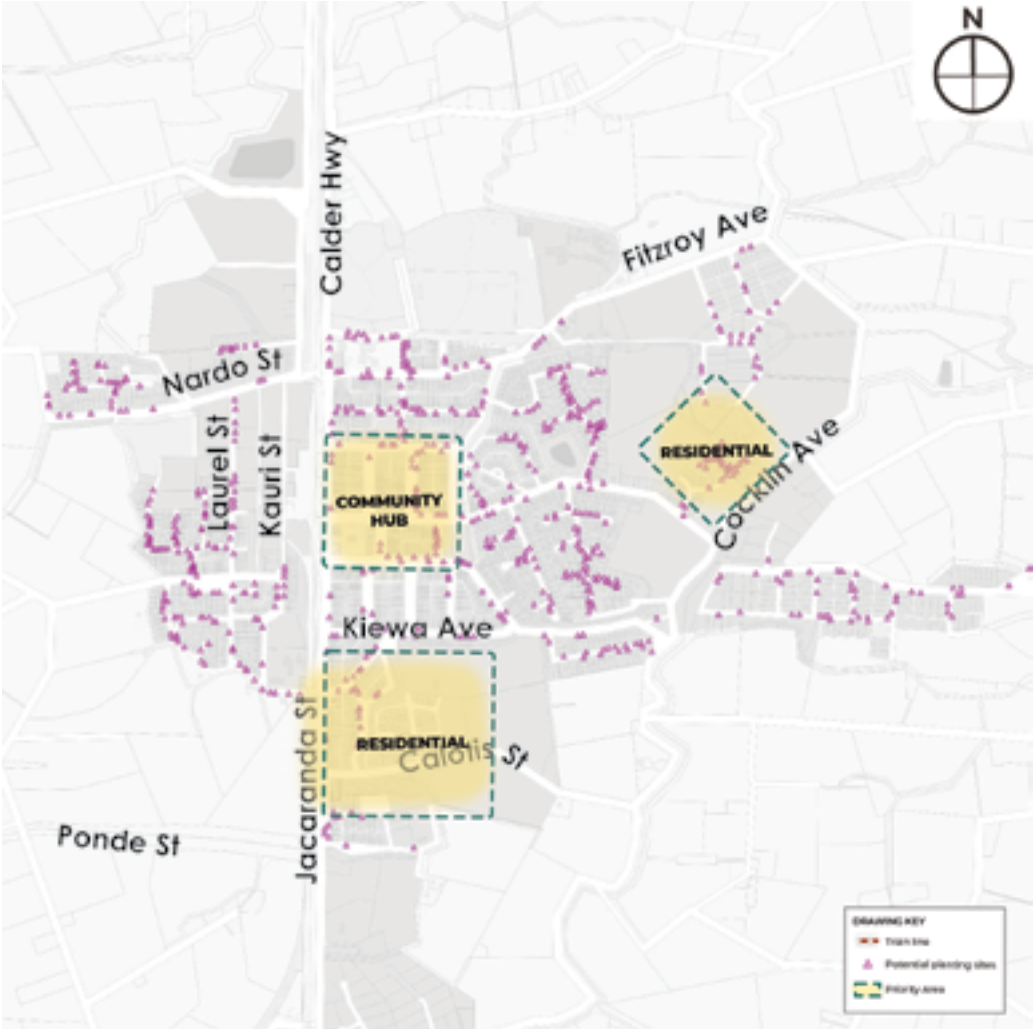 N
Calder Hwy
Fitzroy Ave
Nardo St
Laurel St
Kauri St
RESIDENTIAL
Cocklin Ave
COMMUNITY
HUB
Kiewa Ave
Jacaranda St
RESIDENTIAL
Calotis St
Ponde St
DRAWING KEY
Train line
Potential planting sites
Priority Area